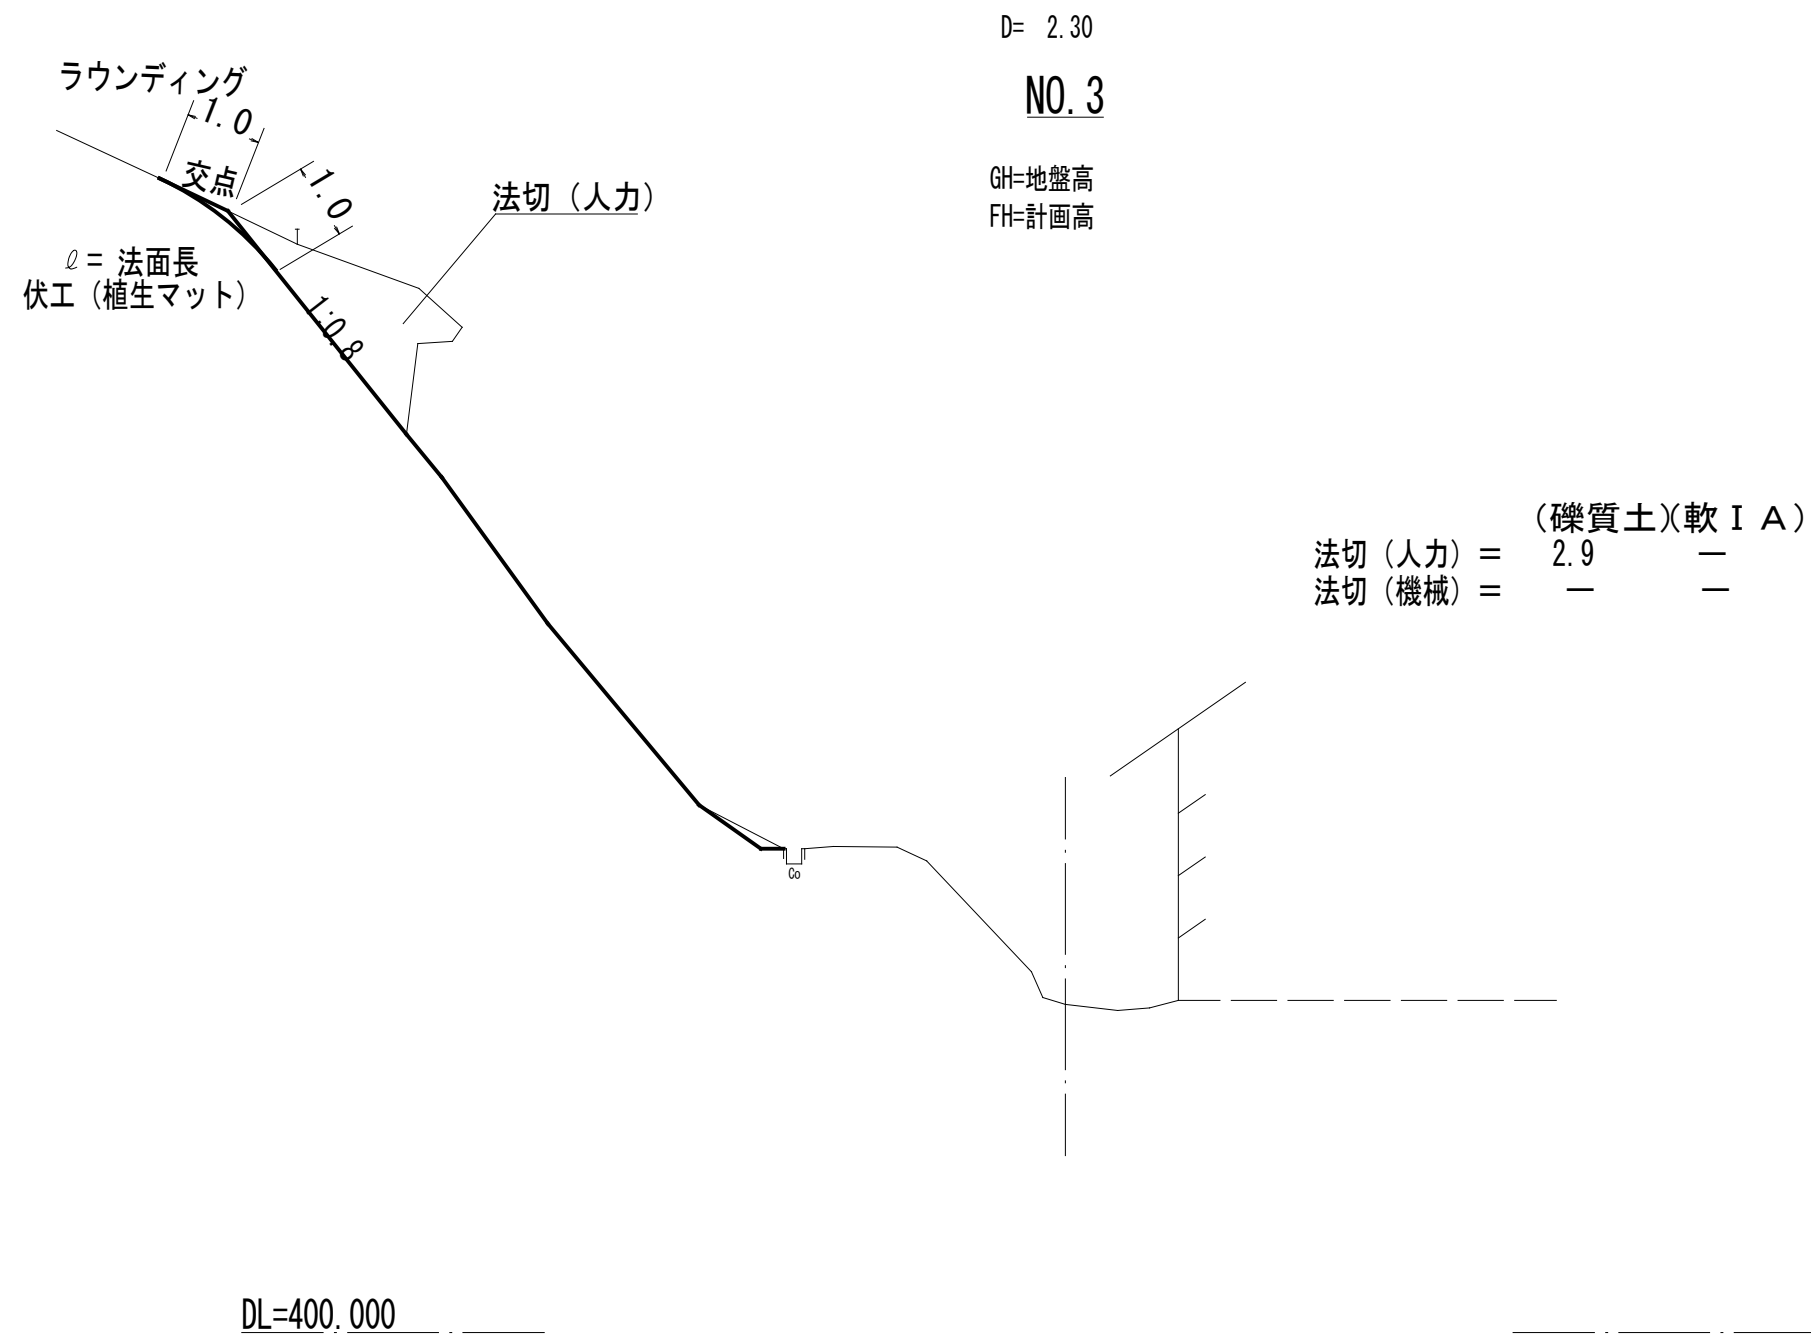 D= 2.30
NO.3
GH=地盤高
FH=計画高
ラウンディング
1.0
交点
1.0
法切（人力）
ℓ = 法面長
伏工（植生マット）
1:0.8
（礫質土）（軟ⅠＡ）
法切（人力）＝ 2.9 ―
法切（機械）＝ ― ―
Co
DL=400.000